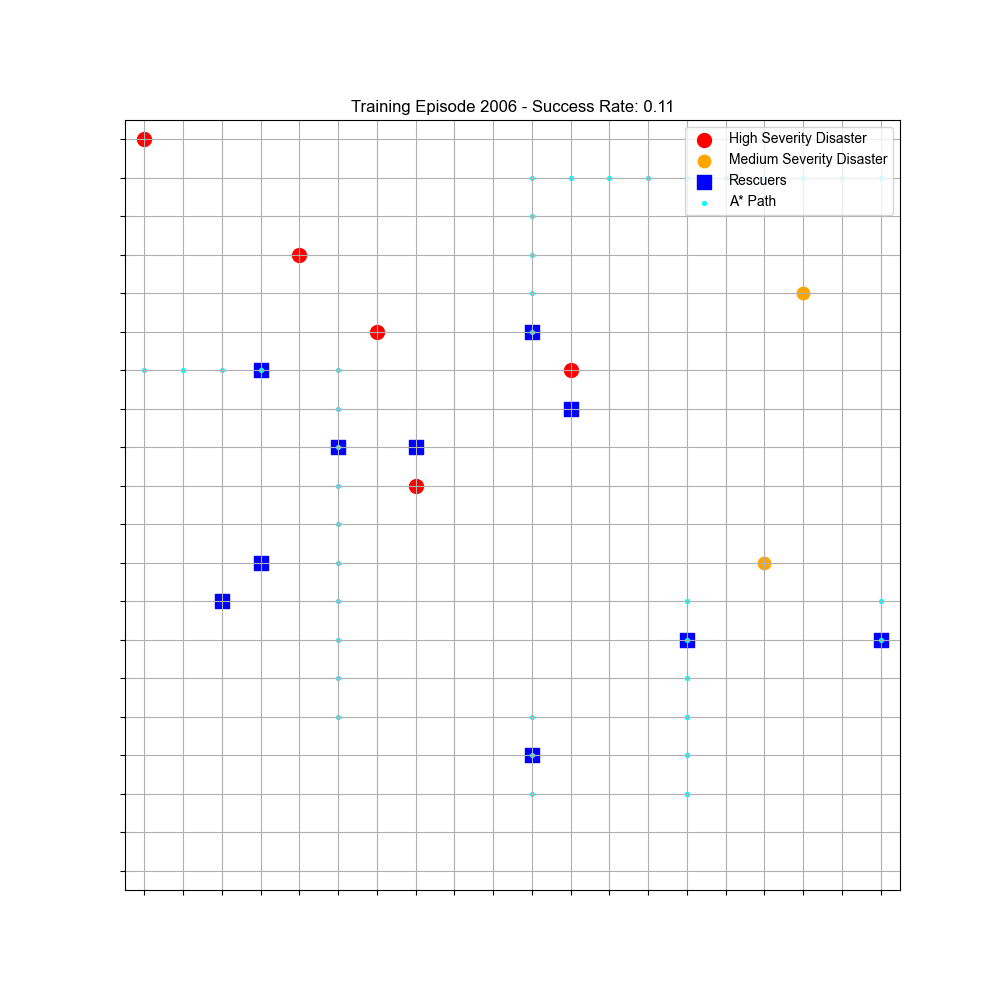 Training Episode 2006 - Success Rate: 0.11
High Severity Disaster
Medium Severity Disaster
Rescuers
A* Path